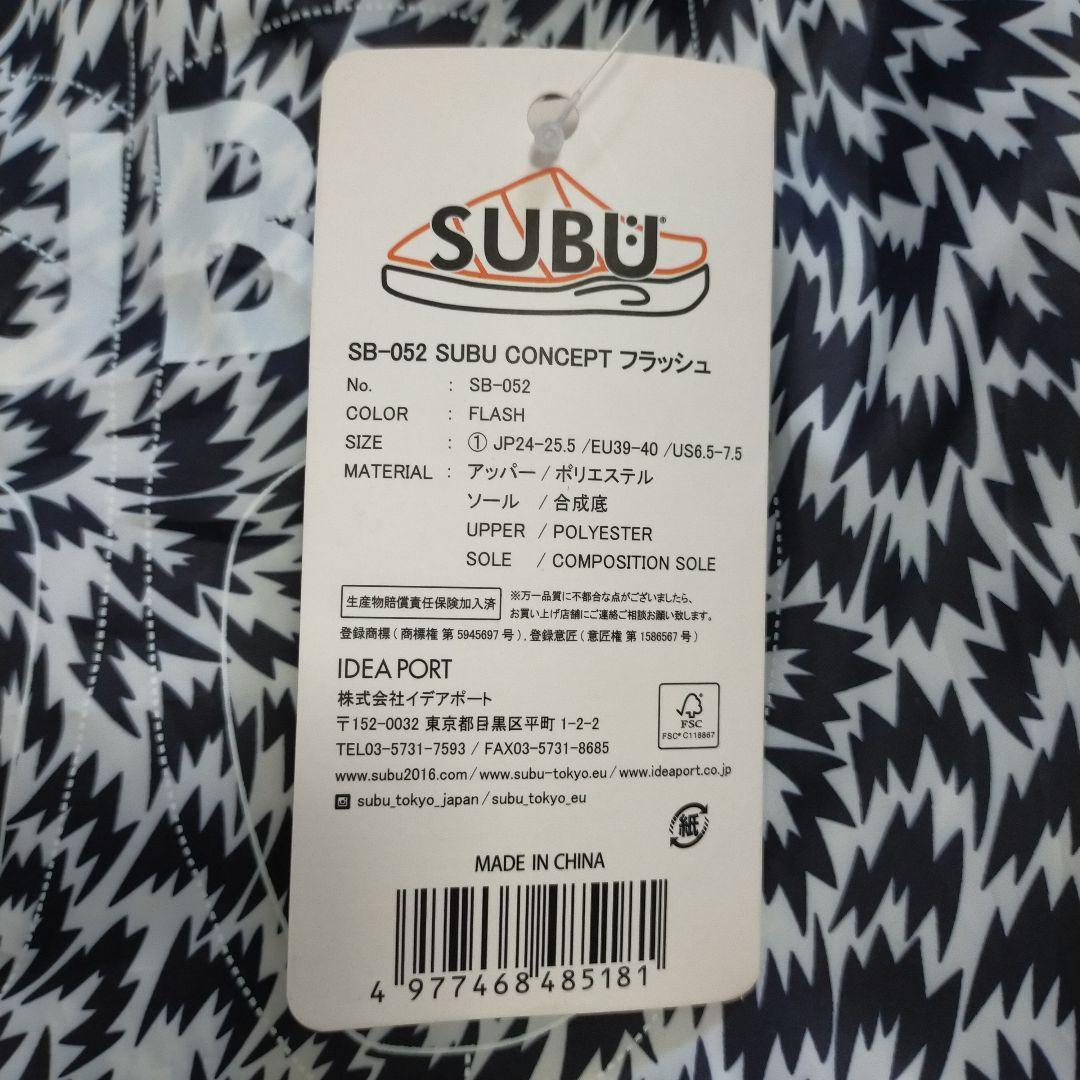 UB
SUBU®
SB-052 SUBU CONCEPT フラッシュ
No. : SB-052
COLOR : FLASH
SIZE : ① JP24-25.5 /EU39-40 /US6.5-7.5
MATERIAL : アッパー / ポリエステル
ソール / 合成底
UPPER / POLYESTER
SOLE / COMPOSITION SOLE
生産物賠償責任保険加入済
※万一品質に不都合な点がございましたら、
お買い上げ店舗にご連絡ご相談お願い致します。
登録商標(商標権 第 5945697 号),登録意匠(意匠権 第 1586567 号)
IDEA PORT
株式会社イデアポート
〒152-0032 東京都目黒区平町 1-2-2
TEL03-5731-7593 / FAX03-5731-8685
www.subu2016.com / www.subu-tokyo.eu / www.ideaport.co.jp
subu_tokyo_japan / subu_tokyo_eu
FSC
FSC® C118867
紙
MADE IN CHINA
4 977468 485181